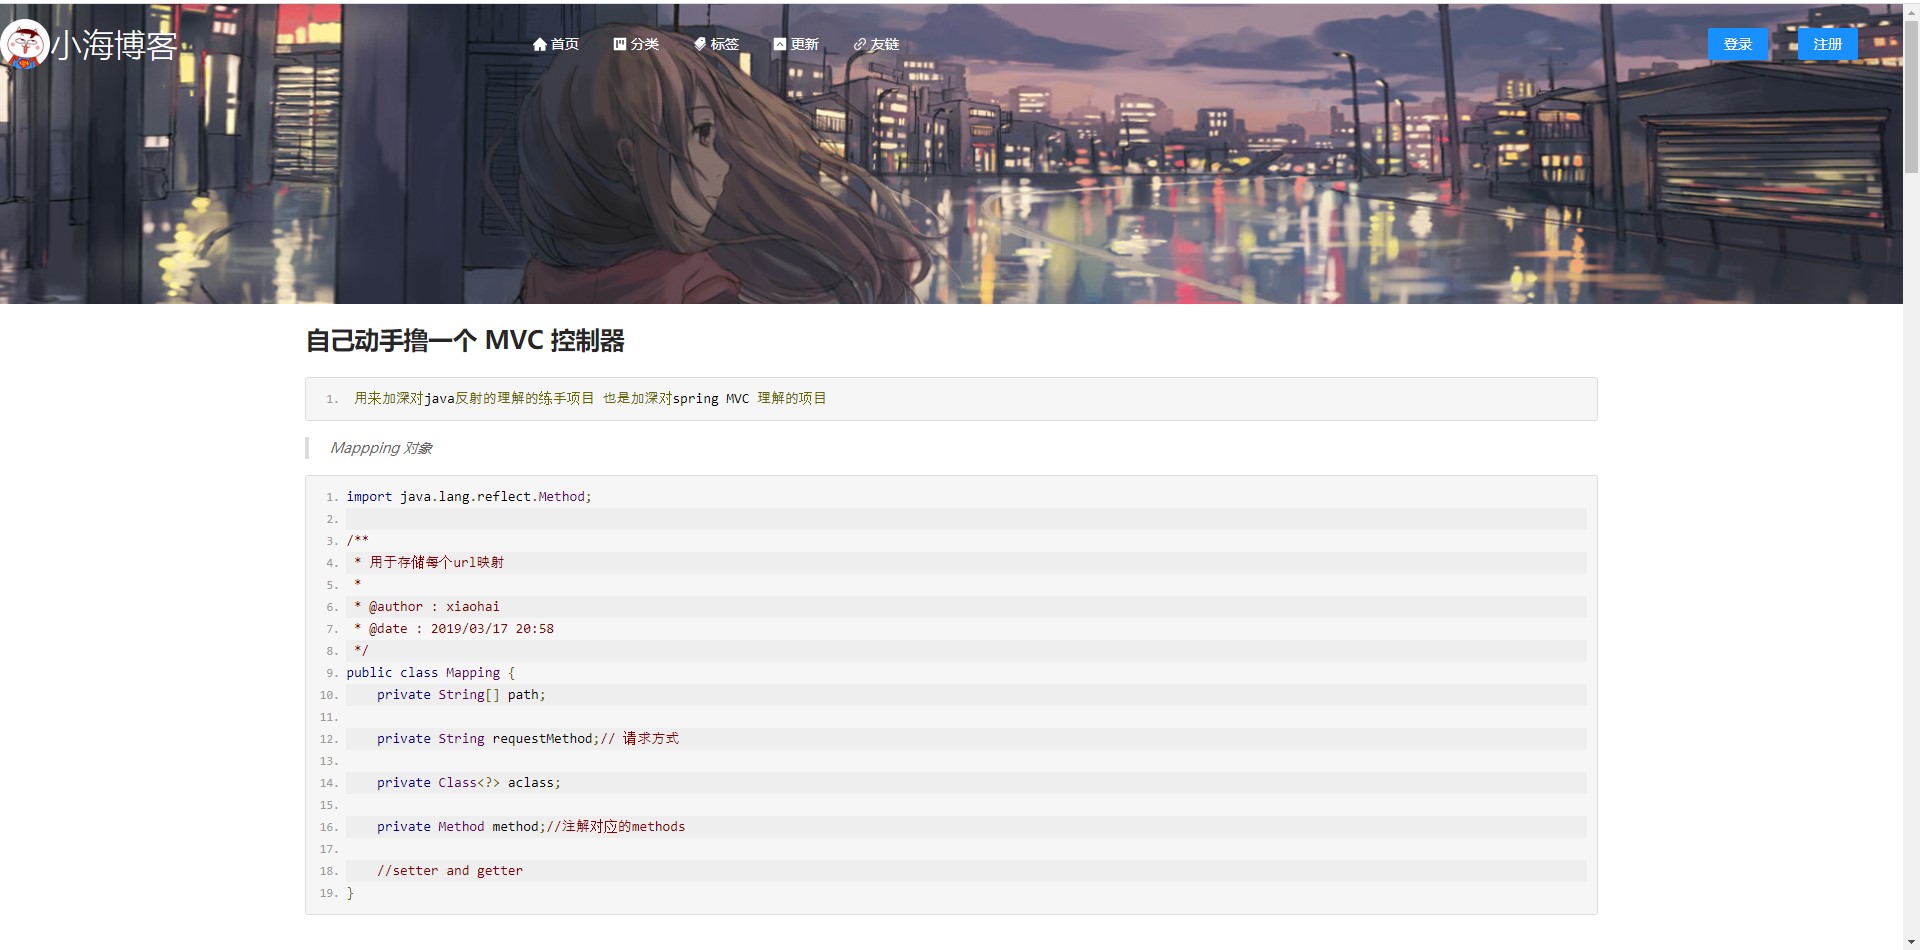 小海博客
首页 分类 标签 更新 友链
登录 注册
自己动手撸一个 MVC 控制器
1. 用来加深对java反射的理解的练手项目 也是加深对spring MVC 理解的项目
Mappping 对象
1. import java.lang.reflect.Method;
2.
3. /**
4. * 用于存储每个url映射
5. *
6. * @author : xiaohai
7. * @date : 2019/03/17 20:58
8. */
9. public class Mapping {
10. private String[] path;
11.
12. private String requestMethod;// 请求方式
13.
14. private Class<?> aclass;
15.
16. private Method method;//注解对应的methods
17.
18. //setter and getter
19. }